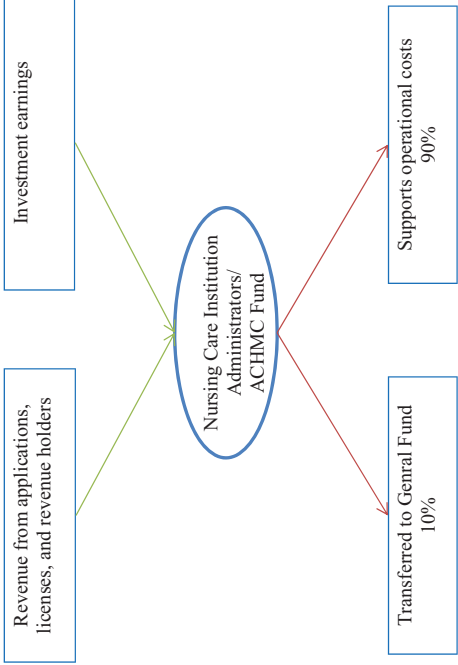 Revenue from applications,
licenses, and revenue holders
Investment earnings
Nursing Care Institution
Administrators/
ACHMC Fund
Transferred to Genral Fund
10%
Supports operational costs
90%